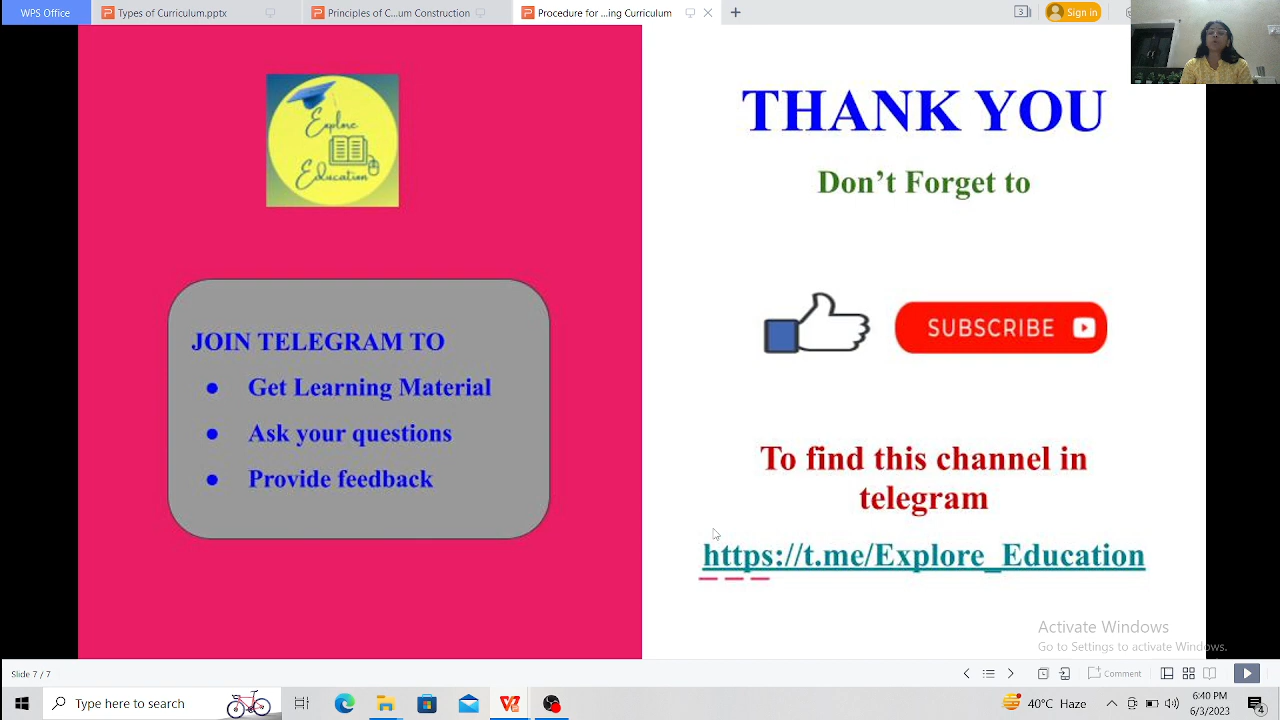 WPS Office
Types of Curriculum.pptx
Principles of C...um Construction
Procedure for ...ing Curriculum
3
Sign in
Explore
Education
JOIN TELEGRAM TO
● Get Learning Material
● Ask your questions
● Provide feedback
THANK YOU
Don’t Forget to
SUBSCRIBE
To find this channel in
telegram
https://t.me/Explore_Education
Activate Windows
Go to Settings to activate Windows.
Slide 7 / 7
Comment
Type here to search
40°C Haze
6:40 PM
6/20/2023
4